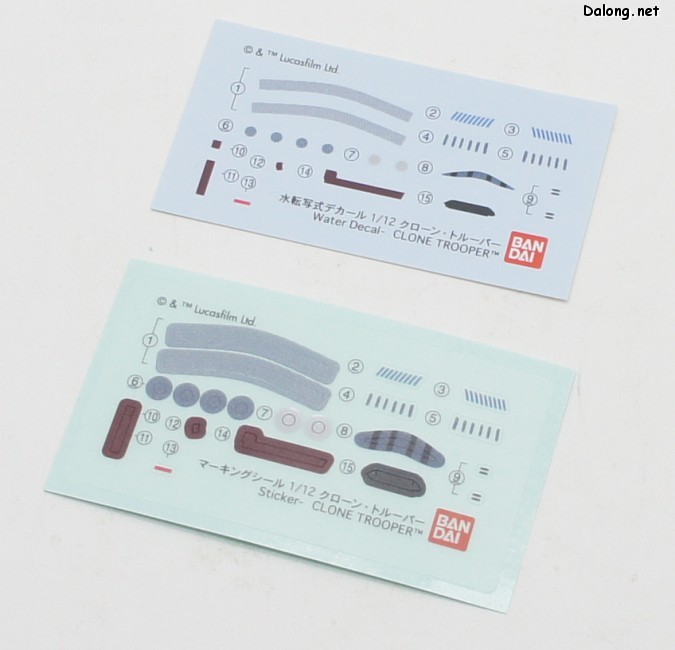 Dalong.net
© & ™ Lucasfilm Ltd.
①
②
③
④
⑤
⑥
⑦
⑧
⑨
⑩
⑪
⑫
⑬
⑭
⑮
水転写式デカール 1/12 クローン・トルーパー
Water Decal- CLONE TROOPER™
BAN
DAI
© & ™ Lucasfilm Ltd.
①
②
③
④
⑤
⑥
⑦
⑧
⑨
⑩
⑪
⑫
⑬
⑭
⑮
マーキングシール 1/12 クローン・トルーパー
Sticker- CLONE TROOPER™
BAN
DAI